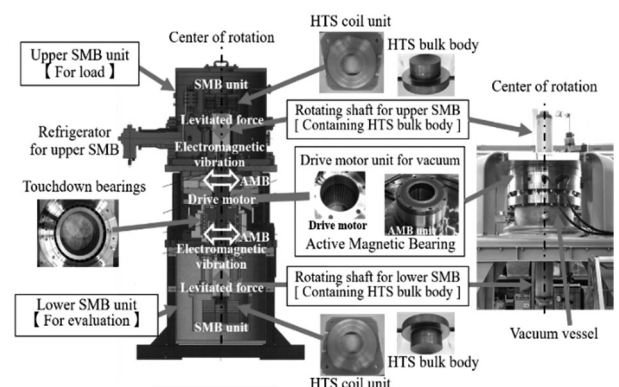 HTS coil unit
Center of rotation
HTS bulk body
Upper SMB unit
【 For load 】
SMB unit
Center of rotation
Levitated force
Rotating shaft for upper SMB
[ Containing HTS bulk body ]
Refrigerator
for upper SMB
Electromagnetic
vibration
Drive motor unit for vacuum
AMB
Touchdown bearings
Drive motor
Drive motor
AMB unit
Active Magnetic Bearing
AMB
Electromagnetic
vibration
Levitated force
Rotating shaft for lower SMB
[ Containing HTS bulk body ]
Lower SMB unit
【 For evaluation 】
SMB unit
Vacuum vessel
HTS bulk body
HTS coil unit